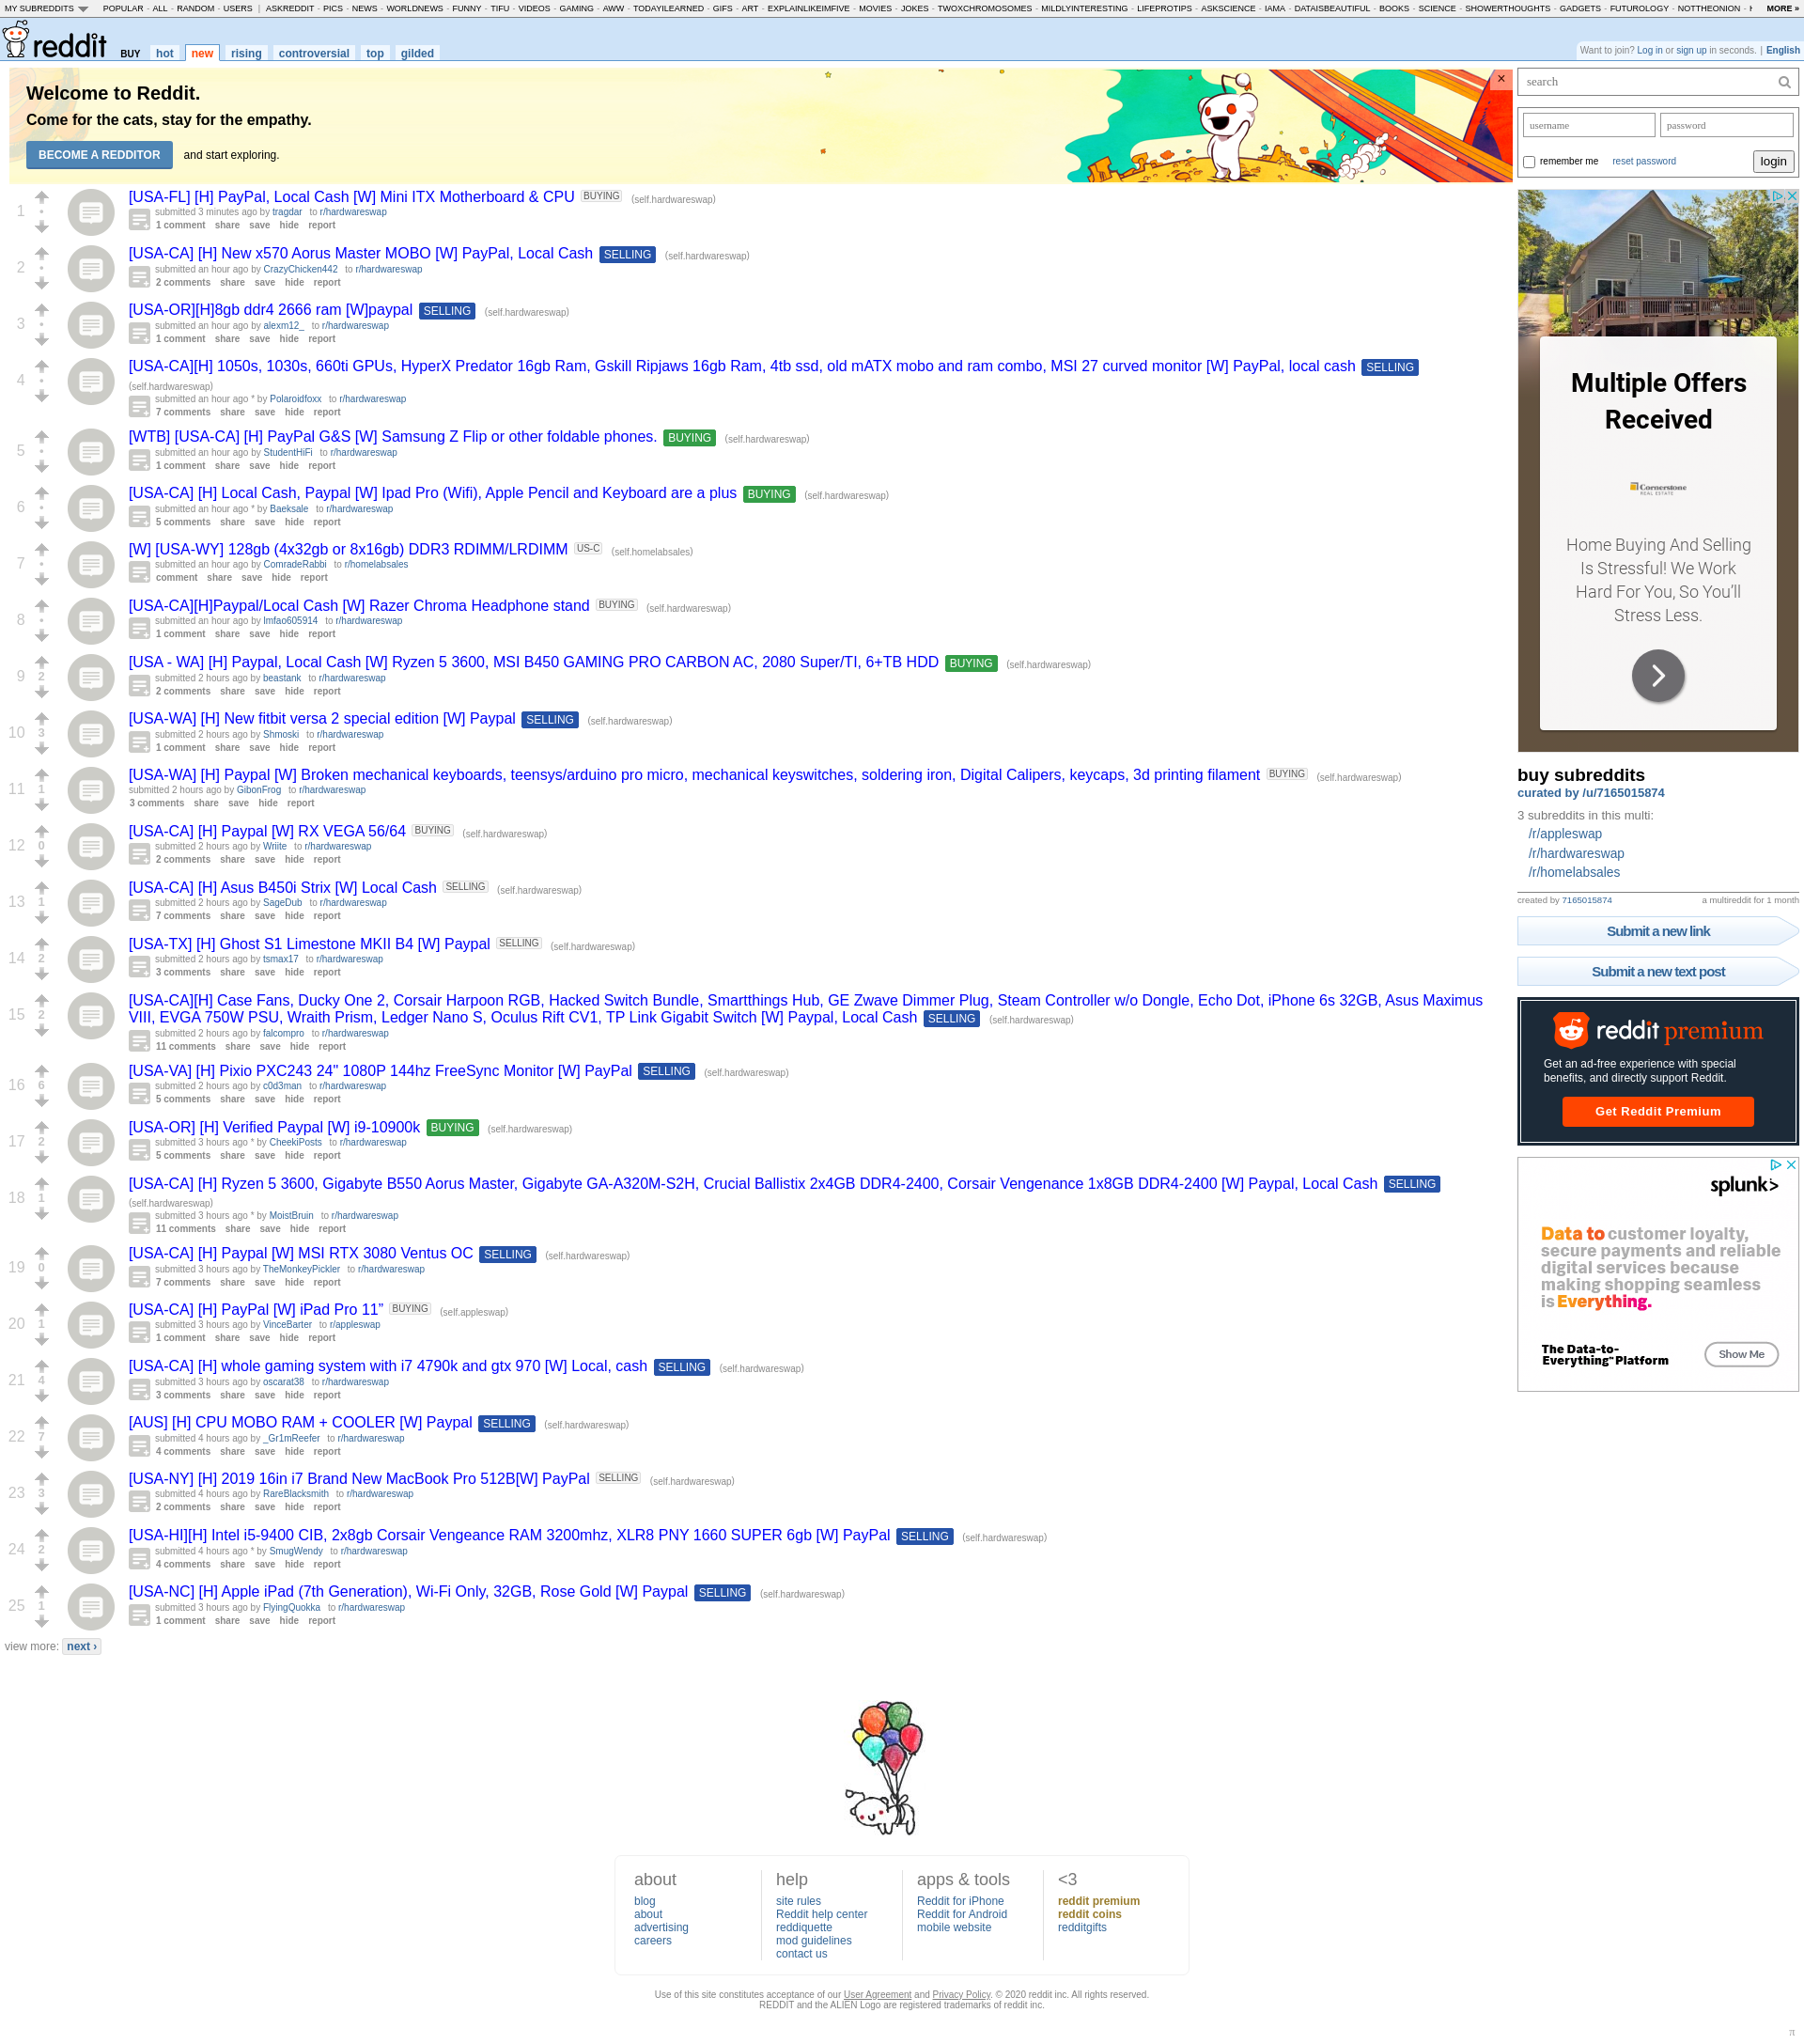 MY SUBREDDITS POPULAR - ALL - RANDOM - USERS | ASKREDDIT - PICS - NEWS - WORLDNEWS - FUNNY - TIFU - VIDEOS - GAMING - AWW - TODAYILEARNED - GIFS - ART - EXPLAINLIKEIMFIVE - MOVIES - JOKES - TWOXCHROMOSOMES - MILDLYINTERESTING - LIFEPROTIPS - ASKSCIENCE - IAMA - DATAISBEAUTIFUL - BOOKS - SCIENCE - SHOWERTHOUGHTS - GADGETS - FUTUROLOGY - NOTTHEONION - MORE »
reddit BUY hot new rising controversial top gilded
Want to join? Log in or sign up in seconds. | English
Welcome to Reddit.
Come for the cats, stay for the empathy.
BECOME A REDDITOR and start exploring.
1 [USA-FL] [H] PayPal, Local Cash [W] Mini ITX Motherboard & CPU BUYING (self.hardwareswap)
submitted 3 minutes ago by tragdar to r/hardwareswap
1 comment share save hide report
2 [USA-CA] [H] New x570 Aorus Master MOBO [W] PayPal, Local Cash SELLING (self.hardwareswap)
submitted an hour ago by CrazyChicken442 to r/hardwareswap
2 comments share save hide report
3 [USA-OR][H]8gb ddr4 2666 ram [W]paypal SELLING (self.hardwareswap)
submitted an hour ago by alexm12_ to r/hardwareswap
1 comment share save hide report
4 [USA-CA][H] 1050s, 1030s, 660ti GPUs, HyperX Predator 16gb Ram, Gskill Ripjaws 16gb Ram, 4tb ssd, old mATX mobo and ram combo, MSI 27 curved monitor [W] PayPal, local cash SELLING
(self.hardwareswap)
submitted an hour ago * by Polaroidfoxx to r/hardwareswap
7 comments share save hide report
5 [WTB] [USA-CA] [H] PayPal G&S [W] Samsung Z Flip or other foldable phones. BUYING (self.hardwareswap)
submitted an hour ago by StudentHiFi to r/hardwareswap
1 comment share save hide report
6 [USA-CA] [H] Local Cash, Paypal [W] Ipad Pro (Wifi), Apple Pencil and Keyboard are a plus BUYING (self.hardwareswap)
submitted an hour ago * by Baeksale to r/hardwareswap
5 comments share save hide report
7 [W] [USA-WY] 128gb (4x32gb or 8x16gb) DDR3 RDIMM/LRDIMM US-C (self.homelabsales)
submitted an hour ago by ComradeRabbi to r/homelabsales
comment share save hide report
8 [USA-CA][H]Paypal/Local Cash [W] Razer Chroma Headphone stand BUYING (self.hardwareswap)
submitted an hour ago by lmfao605914 to r/hardwareswap
1 comment share save hide report
9 2 [USA - WA] [H] Paypal, Local Cash [W] Ryzen 5 3600, MSI B450 GAMING PRO CARBON AC, 2080 Super/TI, 6+TB HDD BUYING (self.hardwareswap)
submitted 2 hours ago by beastank to r/hardwareswap
2 comments share save hide report
10 3 [USA-WA] [H] New fitbit versa 2 special edition [W] Paypal SELLING (self.hardwareswap)
submitted 2 hours ago by Shmoski to r/hardwareswap
1 comment share save hide report
11 1 [USA-WA] [H] Paypal [W] Broken mechanical keyboards, teensys/arduino pro micro, mechanical keyswitches, soldering iron, Digital Calipers, keycaps, 3d printing filament BUYING (self.hardwareswap)
submitted 2 hours ago by GibonFrog to r/hardwareswap
3 comments share save hide report
12 0 [USA-CA] [H] Paypal [W] RX VEGA 56/64 BUYING (self.hardwareswap)
submitted 2 hours ago by Wriite to r/hardwareswap
2 comments share save hide report
13 1 [USA-CA] [H] Asus B450i Strix [W] Local Cash SELLING (self.hardwareswap)
submitted 2 hours ago by SageDub to r/hardwareswap
7 comments share save hide report
14 2 [USA-TX] [H] Ghost S1 Limestone MKII B4 [W] Paypal SELLING (self.hardwareswap)
submitted 2 hours ago by tsmax17 to r/hardwareswap
3 comments share save hide report
15 2 [USA-CA][H] Case Fans, Ducky One 2, Corsair Harpoon RGB, Hacked Switch Bundle, Smartthings Hub, GE Zwave Dimmer Plug, Steam Controller w/o Dongle, Echo Dot, iPhone 6s 32GB, Asus Maximus
VIII, EVGA 750W PSU, Wraith Prism, Ledger Nano S, Oculus Rift CV1, TP Link Gigabit Switch [W] Paypal, Local Cash SELLING (self.hardwareswap)
submitted 2 hours ago by falcompro to r/hardwareswap
11 comments share save hide report
16 6 [USA-VA] [H] Pixio PXC243 24" 1080P 144hz FreeSync Monitor [W] PayPal SELLING (self.hardwareswap)
submitted 2 hours ago by c0d3man to r/hardwareswap
5 comments share save hide report
17 2 [USA-OR] [H] Verified Paypal [W] i9-10900k BUYING (self.hardwareswap)
submitted 3 hours ago * by CheekiPosts to r/hardwareswap
5 comments share save hide report
18 1 [USA-CA] [H] Ryzen 5 3600, Gigabyte B550 Aorus Master, Gigabyte GA-A320M-S2H, Crucial Ballistix 2x4GB DDR4-2400, Corsair Vengenance 1x8GB DDR4-2400 [W] Paypal, Local Cash SELLING
(self.hardwareswap)
submitted 3 hours ago * by MoistBruin to r/hardwareswap
11 comments share save hide report
19 0 [USA-CA] [H] Paypal [W] MSI RTX 3080 Ventus OC SELLING (self.hardwareswap)
submitted 3 hours ago by TheMonkeyPickler to r/hardwareswap
7 comments share save hide report
20 1 [USA-CA] [H] PayPal [W] iPad Pro 11” BUYING (self.appleswap)
submitted 3 hours ago by VinceBarter to r/appleswap
1 comment share save hide report
21 4 [USA-CA] [H] whole gaming system with i7 4790k and gtx 970 [W] Local, cash SELLING (self.hardwareswap)
submitted 3 hours ago by oscarat38 to r/hardwareswap
3 comments share save hide report
22 7 [AUS] [H] CPU MOBO RAM + COOLER [W] Paypal SELLING (self.hardwareswap)
submitted 4 hours ago by _Gr1mReefer to r/hardwareswap
4 comments share save hide report
23 3 [USA-NY] [H] 2019 16in i7 Brand New MacBook Pro 512B[W] PayPal SELLING (self.hardwareswap)
submitted 4 hours ago by RareBlacksmith to r/hardwareswap
2 comments share save hide report
24 2 [USA-HI][H] Intel i5-9400 CIB, 2x8gb Corsair Vengeance RAM 3200mhz, XLR8 PNY 1660 SUPER 6gb [W] PayPal SELLING (self.hardwareswap)
submitted 4 hours ago * by SmugWendy to r/hardwareswap
4 comments share save hide report
25 1 [USA-NC] [H] Apple iPad (7th Generation), Wi-Fi Only, 32GB, Rose Gold [W] Paypal SELLING (self.hardwareswap)
submitted 3 hours ago by FlyingQuokka to r/hardwareswap
1 comment share save hide report
view more: next ›
search
username password
remember me reset password login
Multiple Offers
Received
Cornerstone
REAL ESTATE
Home Buying And Selling
Is Stressful! We Work
Hard For You, So You'll
Stress Less.
buy subreddits
curated by /u/7165015874
3 subreddits in this multi:
/r/appleswap
/r/hardwareswap
/r/homelabsales
created by 7165015874 a multireddit for 1 month
Submit a new link
Submit a new text post
reddit premium
Get an ad-free experience with special
benefits, and directly support Reddit.
Get Reddit Premium
splunk>
Data to customer loyalty,
secure payments and reliable
digital services because
making shopping seamless
is Everything.
The Data-to-
Everything™ Platform
Show Me
about
blog
about
advertising
careers
help
site rules
Reddit help center
reddiquette
mod guidelines
contact us
apps & tools
Reddit for iPhone
Reddit for Android
mobile website
<3
reddit premium
reddit coins
redditgifts
Use of this site constitutes acceptance of our User Agreement and Privacy Policy. © 2020 reddit inc. All rights reserved.
REDDIT and the ALIEN Logo are registered trademarks of reddit inc.
π